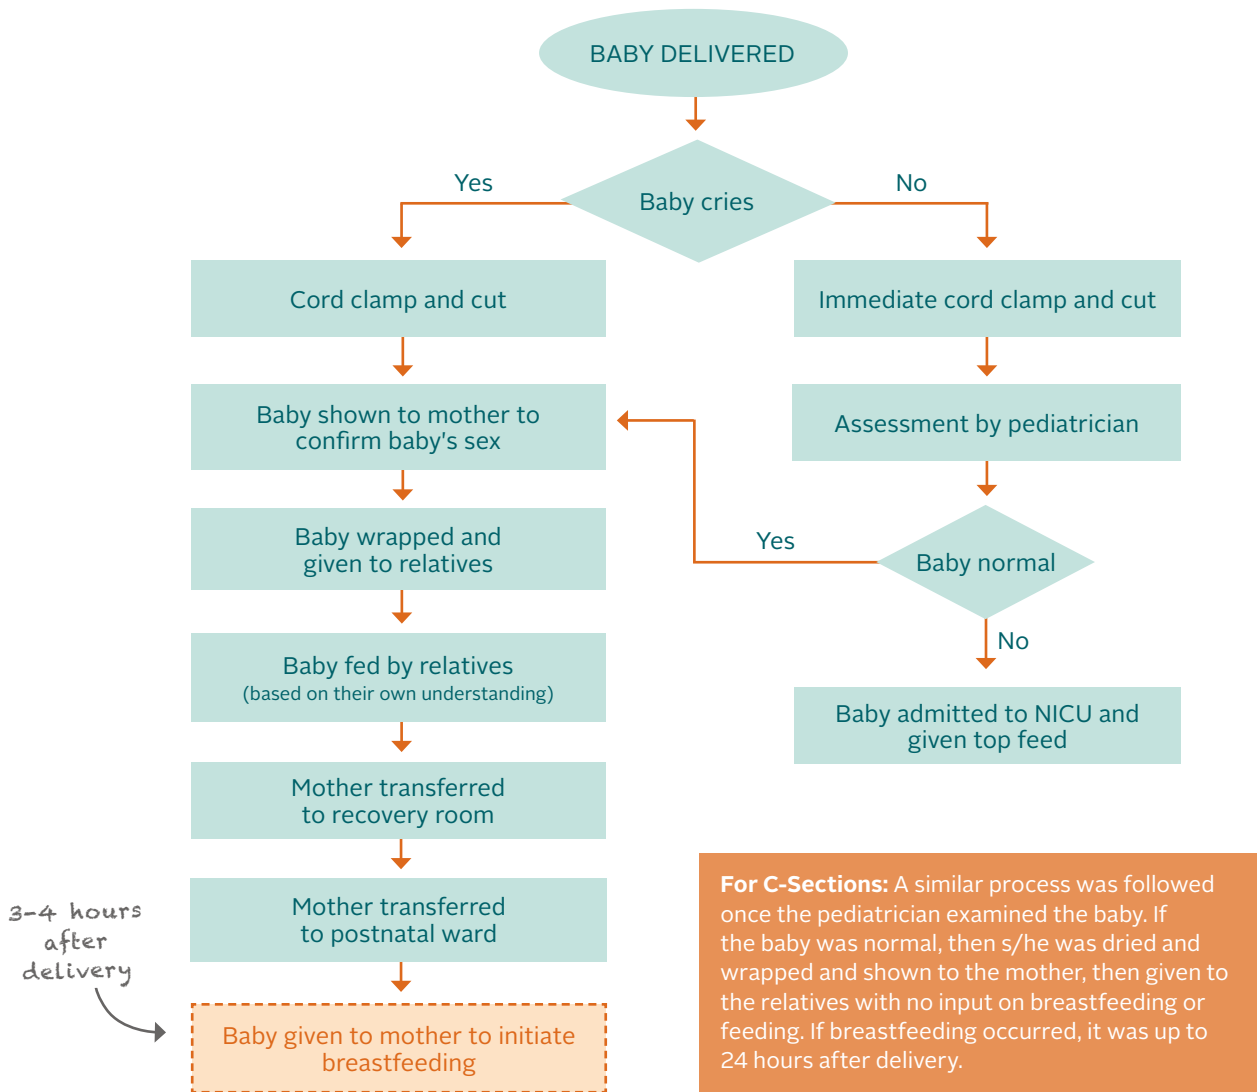 BABY DELIVERED
Baby cries
Yes
No
Cord clamp and cut
Immediate cord clamp and cut
Baby shown to mother to
confirm baby's sex
Assessment by pediatrician
Baby wrapped and
given to relatives
Yes
Baby normal
No
Baby fed by relatives
(based on their own understanding)
Baby admitted to NICU and
given top feed
Mother transferred
to recovery room
Mother transferred
to postnatal ward
3-4 hours
after
delivery
Baby given to mother to initiate
breastfeeding
For C-Sections: A similar process was followed
once the pediatrician examined the baby. If
the baby was normal, then s/he was dried and
wrapped and shown to the mother, then given to
the relatives with no input on breastfeeding or
feeding. If breastfeeding occurred, it was up to
24 hours after delivery.